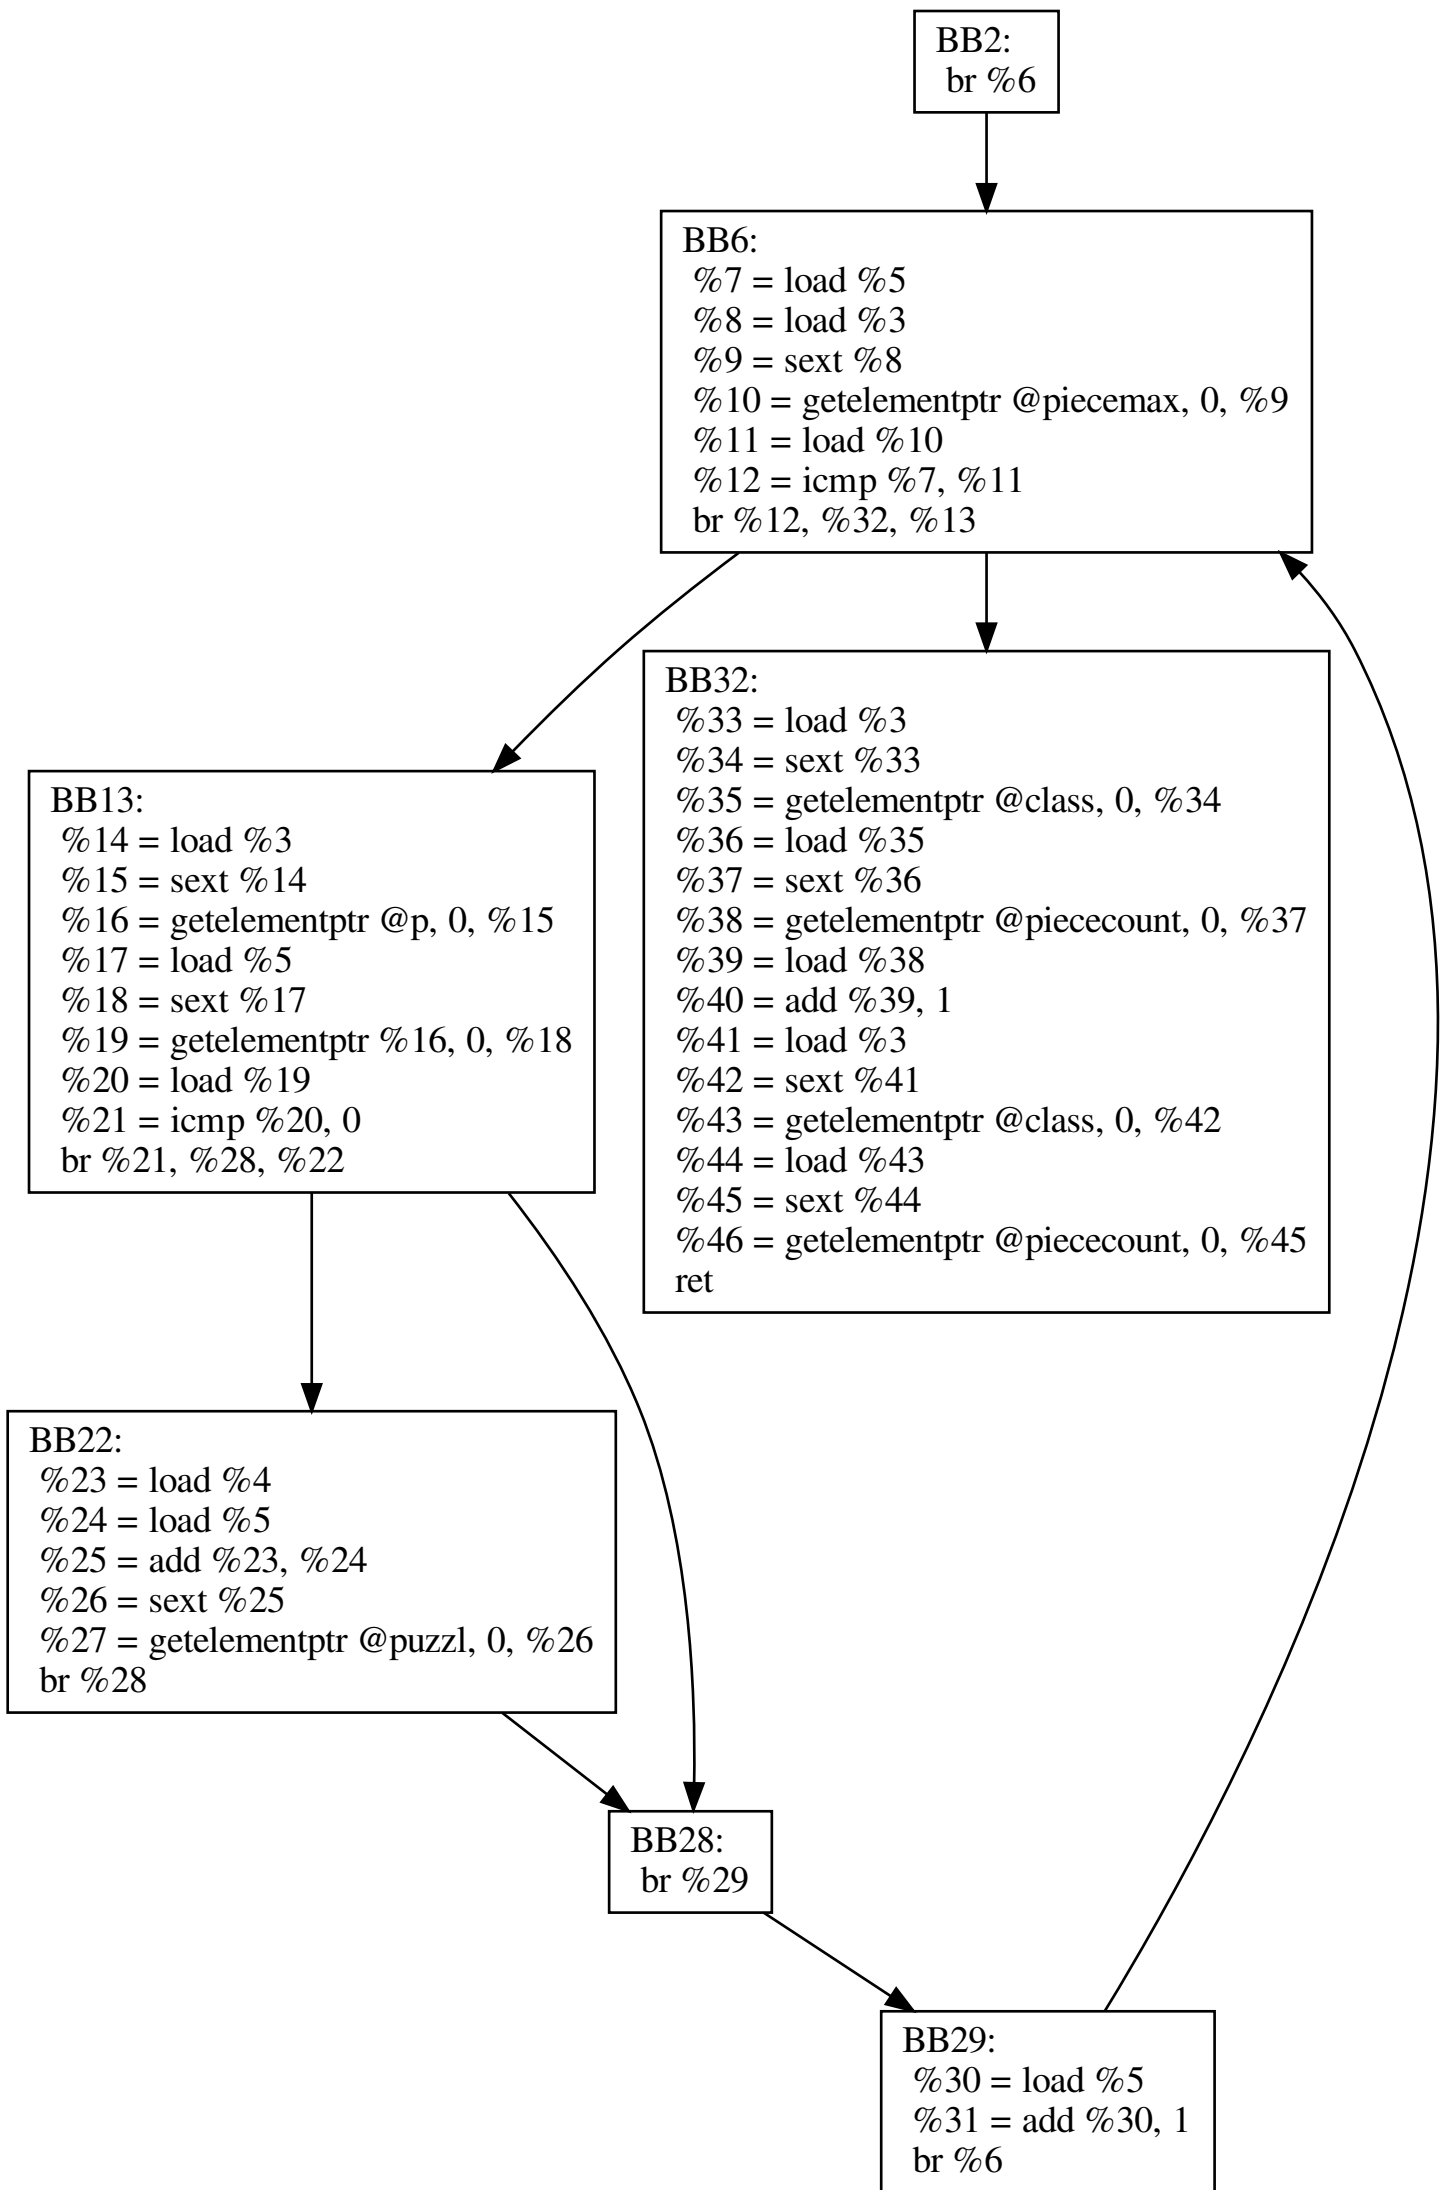 BB2:
br %6
BB6:
%7 = load %5
%8 = load %3
%9 = sext %8
%10 = getelementptr @piecemax, 0, %9
%11 = load %10
%12 = icmp %7, %11
br %12, %32, %13
BB32:
%33 = load %3
%34 = sext %33
%35 = getelementptr @class, 0, %34
%36 = load %35
%37 = sext %36
%38 = getelementptr @piececount, 0, %37
%39 = load %38
%40 = add %39, 1
%41 = load %3
%42 = sext %41
%43 = getelementptr @class, 0, %42
%44 = load %43
%45 = sext %44
%46 = getelementptr @piececount, 0, %45
ret
BB13:
%14 = load %3
%15 = sext %14
%16 = getelementptr @p, 0, %15
%17 = load %5
%18 = sext %17
%19 = getelementptr %16, 0, %18
%20 = load %19
%21 = icmp %20, 0
br %21, %28, %22
BB22:
%23 = load %4
%24 = load %5
%25 = add %23, %24
%26 = sext %25
%27 = getelementptr @puzzl, 0, %26
br %28
BB28:
br %29
BB29:
%30 = load %5
%31 = add %30, 1
br %6